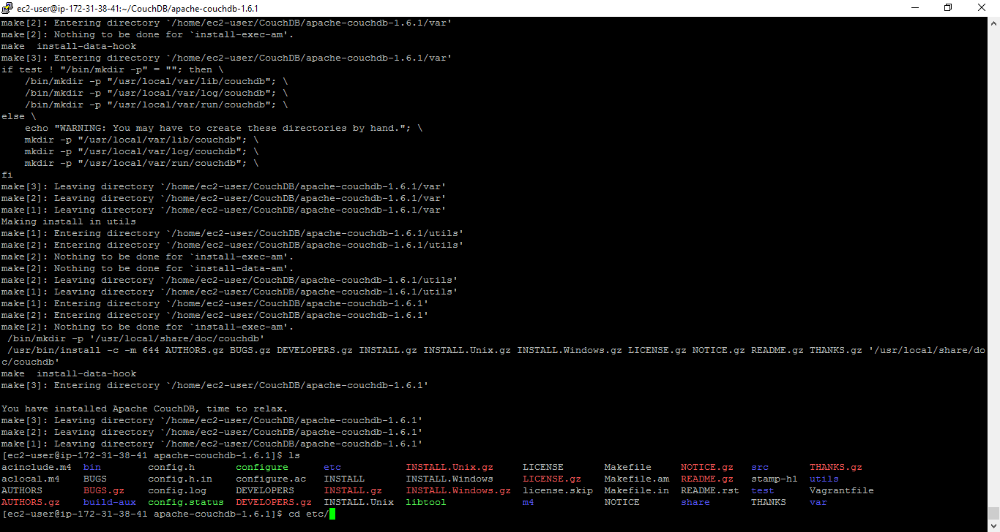 ec2-user@ip-172-31-38-41:~/CouchDB/apache-couchdb-1.6.1
make[2]: Entering directory `/home/ec2-user/CouchDB/apache-couchdb-1.6.1/var'
make[2]: Nothing to be done for `install-exec-am'.
make  install-data-hook
make[3]: Entering directory `/home/ec2-user/CouchDB/apache-couchdb-1.6.1/var'
if test ! "/bin/mkdir -p" = ""; then \
    /bin/mkdir -p "/usr/local/var/lib/couchdb"; \
    /bin/mkdir -p "/usr/local/var/log/couchdb"; \
    /bin/mkdir -p "/usr/local/var/run/couchdb"; \
else \
    echo "WARNING: You may have to create these directories by hand."; \
    mkdir -p "/usr/local/var/lib/couchdb"; \
    mkdir -p "/usr/local/var/log/couchdb"; \
    mkdir -p "/usr/local/var/run/couchdb"; \
fi
make[3]: Leaving directory `/home/ec2-user/CouchDB/apache-couchdb-1.6.1/var'
make[2]: Leaving directory `/home/ec2-user/CouchDB/apache-couchdb-1.6.1/var'
make[1]: Leaving directory `/home/ec2-user/CouchDB/apache-couchdb-1.6.1/var'
Making install in utils
make[1]: Entering directory `/home/ec2-user/CouchDB/apache-couchdb-1.6.1/utils'
make[2]: Entering directory `/home/ec2-user/CouchDB/apache-couchdb-1.6.1/utils'
make[2]: Nothing to be done for `install-exec-am'.
make[2]: Nothing to be done for `install-data-am'.
make[2]: Leaving directory `/home/ec2-user/CouchDB/apache-couchdb-1.6.1/utils'
make[1]: Leaving directory `/home/ec2-user/CouchDB/apache-couchdb-1.6.1/utils'
make[1]: Entering directory `/home/ec2-user/CouchDB/apache-couchdb-1.6.1'
make[2]: Entering directory `/home/ec2-user/CouchDB/apache-couchdb-1.6.1'
make[2]: Nothing to be done for `install-exec-am'.
 /bin/mkdir -p '/usr/local/share/doc/couchdb'
 /usr/bin/install -c -m 644 AUTHORS.gz BUGS.gz DEVELOPERS.gz INSTALL.gz INSTALL.Unix.gz INSTALL.Windows.gz LICENSE.gz NOTICE.gz README.gz THANKS.gz '/usr/local/share/do
c/couchdb'
make  install-data-hook
make[3]: Entering directory `/home/ec2-user/CouchDB/apache-couchdb-1.6.1'

You have installed Apache CouchDB, time to relax.
make[3]: Leaving directory `/home/ec2-user/CouchDB/apache-couchdb-1.6.1'
make[2]: Leaving directory `/home/ec2-user/CouchDB/apache-couchdb-1.6.1'
make[1]: Leaving directory `/home/ec2-user/CouchDB/apache-couchdb-1.6.1'
[ec2-user@ip-172-31-38-41 apache-couchdb-1.6.1]$ ls
acinclude.m4  bin        config.h       configure      etc           INSTALL.Unix.gz     LICENSE       Makefile     NOTICE.gz   src       THANKS.gz
aclocal.m4    BUGS       config.h.in    configure.ac   INSTALL       INSTALL.Windows     LICENSE.gz    Makefile.am  README.gz   stamp-h1  utils
AUTHORS       BUGS.gz    config.log     DEVELOPERS     INSTALL.gz    INSTALL.Windows.gz  license.skip  Makefile.in  README.rst  test      Vagrantfile
AUTHORS.gz    build-aux  config.status  DEVELOPERS.gz  INSTALL.Unix  libtool             m4            NOTICE       share       THANKS    var
[ec2-user@ip-172-31-38-41 apache-couchdb-1.6.1]$ cd etc/